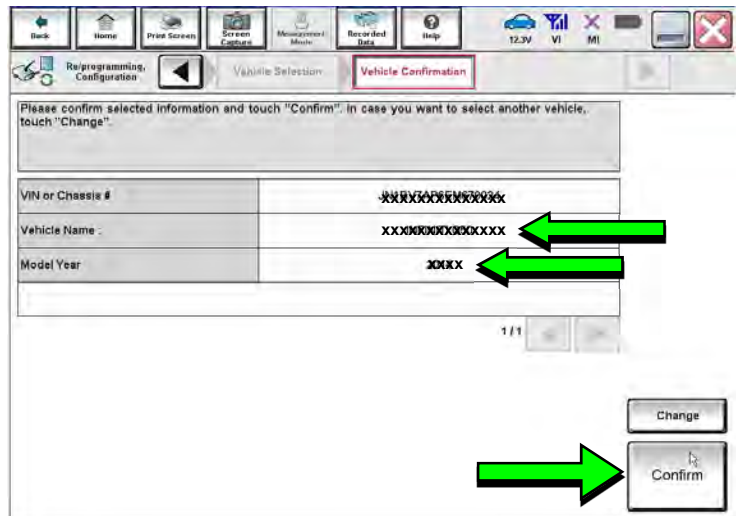 Back
Home
Print Screen
Screen Capture
Measurement Mode
Recorded Data
Help
12.3V
VI
MI
Re/programming, Configuration
Vehicle Selection
Vehicle Confirmation
Please confirm selected information and touch "Confirm". In case you want to select another vehicle,
touch "Change".
VIN or Chassis #
Vehicle Name :
XXXXXXXXXXXXXX
Model Year
XXXX
1/1
Change
Confirm